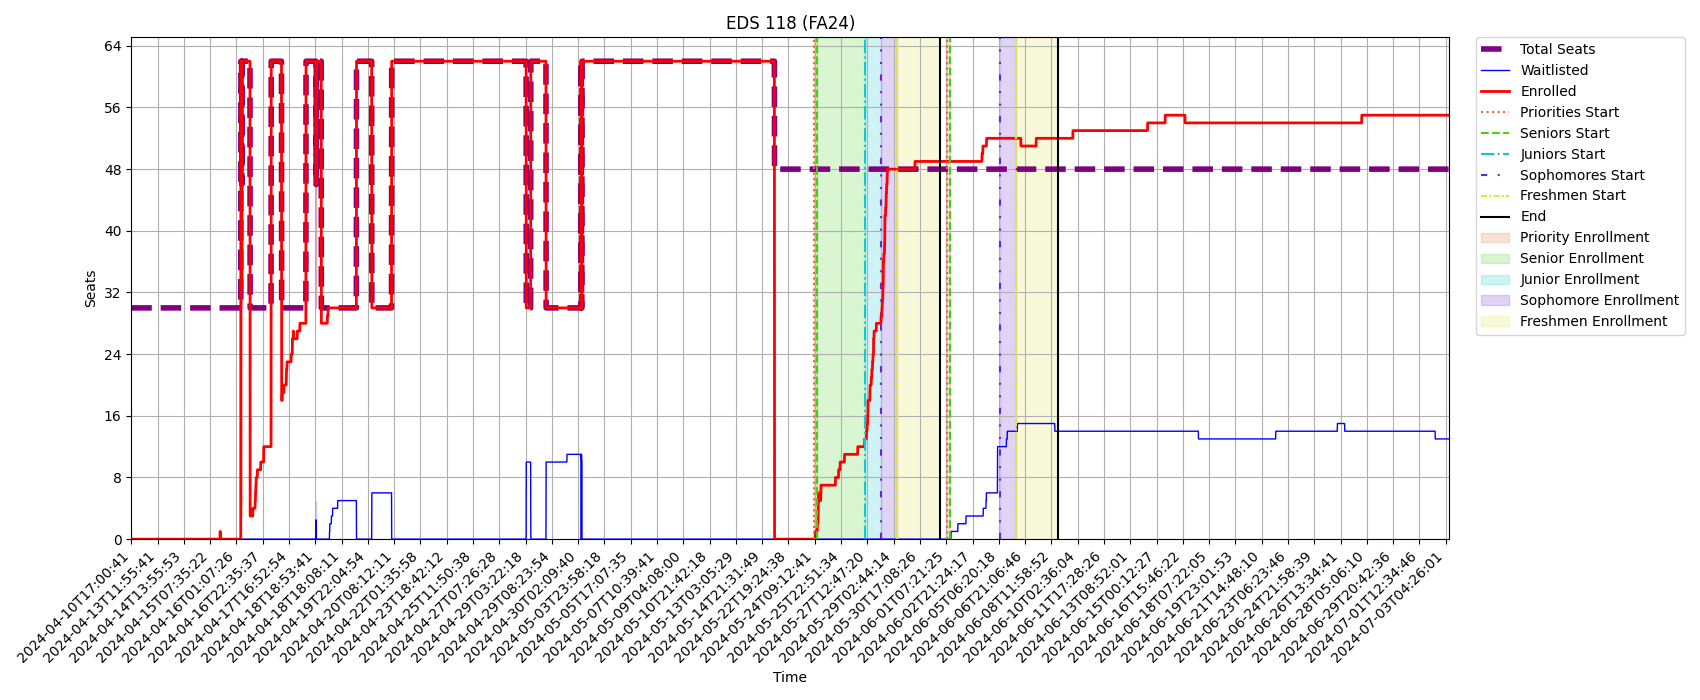 EDS 118 (FA24)
64
56
48
40
32
24
16
8
0
Seats
2024-04-10T17:00:41
2024-04-13T11:55:41
2024-04-14T13:55:53
2024-04-15T07:35:22
2024-04-16T01:07:26
2024-04-16T22:35:37
2024-04-17T16:52:54
2024-04-18T18:53:41
2024-04-18T18:08:11
2024-04-19T22:04:54
2024-04-20T08:12:11
2024-04-22T01:35:58
2024-04-23T18:42:12
2024-04-25T11:50:38
2024-04-27T07:26:28
2024-04-29T03:22:18
2024-04-29T08:23:54
2024-04-30T02:09:40
2024-05-03T23:58:18
2024-05-05T17:07:35
2024-05-07T10:39:41
2024-05-09T04:08:00
2024-05-10T21:42:18
2024-05-13T03:05:29
2024-05-14T21:31:49
2024-05-22T19:24:38
2024-05-24T09:12:41
2024-05-25T22:51:34
2024-05-27T12:47:20
2024-05-29T02:44:14
2024-05-30T17:08:26
2024-06-01T07:21:25
2024-06-02T21:24:17
2024-06-05T06:20:18
2024-06-06T21:06:46
2024-06-08T11:58:52
2024-06-10T02:36:04
2024-06-11T17:28:26
2024-06-13T08:52:01
2024-06-15T00:12:27
2024-06-16T15:46:22
2024-06-18T07:22:05
2024-06-19T23:01:53
2024-06-21T14:48:10
2024-06-23T06:23:46
2024-06-24T21:58:39
2024-06-26T13:34:41
2024-06-28T05:06:10
2024-06-29T20:42:36
2024-07-01T12:34:46
2024-07-03T04:26:01
Time
Total Seats
Waitlisted
Enrolled
Priorities Start
Seniors Start
Juniors Start
Sophomores Start
Freshmen Start
End
Priority Enrollment
Senior Enrollment
Junior Enrollment
Sophomore Enrollment
Freshmen Enrollment